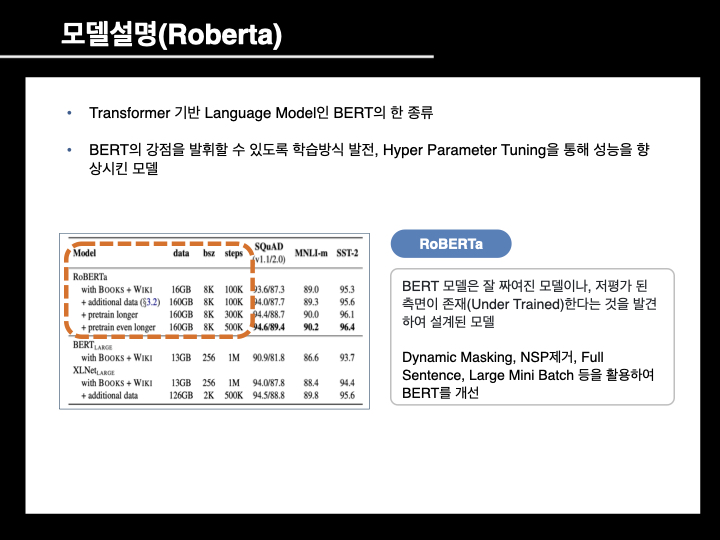 모델설명(Roberta)
• Transformer 기반 Language Model인 BERT의 한 종류
• BERT의 강점을 발휘할 수 있도록 학습방식 발전, Hyper Parameter Tuning을 통해 성능을 향
상시킨 모델
Model data bsz steps SQuAD (v1.1/2.0) MNLI-m SST-2
RoBERTa
with BOOKS + WIKI 16GB 8K 100K 93.6/87.3 89.0 95.3
+ additional data (§3.2) 160GB 8K 100K 94.0/87.7 89.3 95.6
+ pretrain longer 160GB 8K 300K 94.4/88.7 90.0 96.1
+ pretrain even longer 160GB 8K 500K 94.6/89.4 90.2 96.4
BERTLARGE
with BOOKS + WIKI 13GB 256 1M 90.9/81.8 86.6 93.7
XLNetLARGE
with BOOKS + WIKI 13GB 256 1M 94.0/87.8 88.4 94.4
+ additional data 126GB 2K 500K 94.5/88.8 89.8 95.6
RoBERTa
BERT 모델은 잘 짜여진 모델이나, 저평가 된
측면이 존재(Under Trained)한다는 것을 발견
하여 설계된 모델
Dynamic Masking, NSP제거, Full
Sentence, Large Mini Batch 등을 활용하여
BERT를 개선